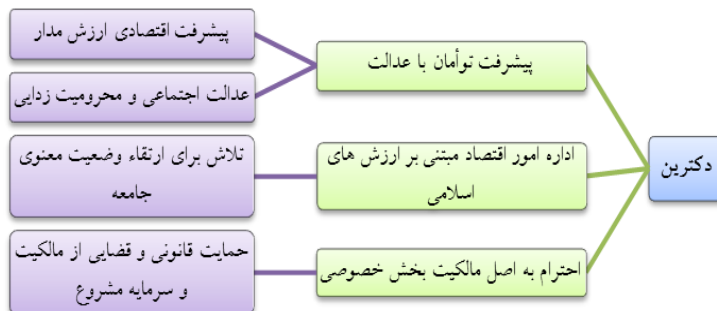 دکترین
پیشرفت توأمان با عدالت
پیشرفت اقتصادی ارزش مدار
عدالت اجتماعی و محرومیت زدایی
اداره امور اقتصاد مبتنی بر ارزش های
اسلامی
تلاش برای ارتقاء وضعیت معنوی
جامعه
احترام به اصل مالکیت بخش خصوصی
حمایت قانونی و قضایی از مالکیت
و سرمایه مشروع